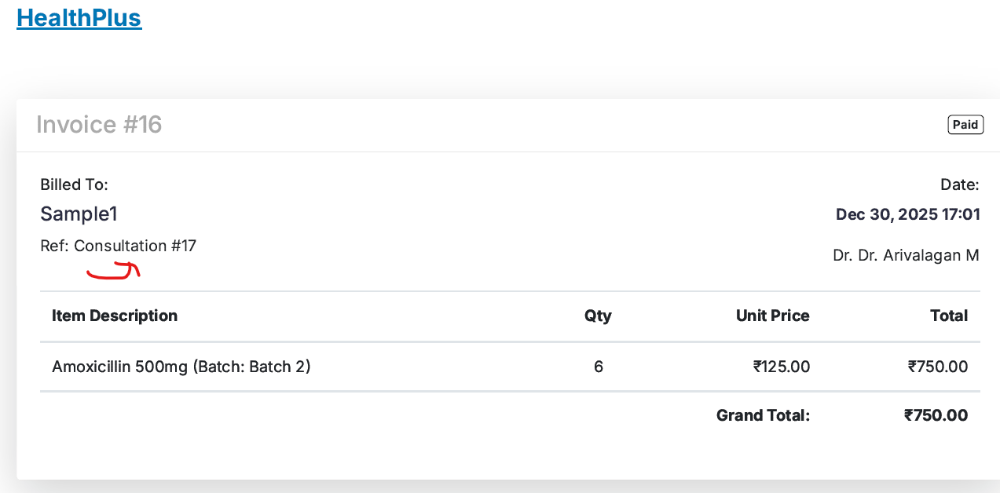 HealthPlus
Invoice #16
Paid
Billed To:
Date:
Sample1
Dec 30, 2025 17:01
Ref: Consultation #17
Dr. Dr. Arivalagan M
Item Description Qty Unit Price Total
Amoxicillin 500mg (Batch: Batch 2) 6 ₹125.00 ₹750.00
Grand Total: ₹750.00